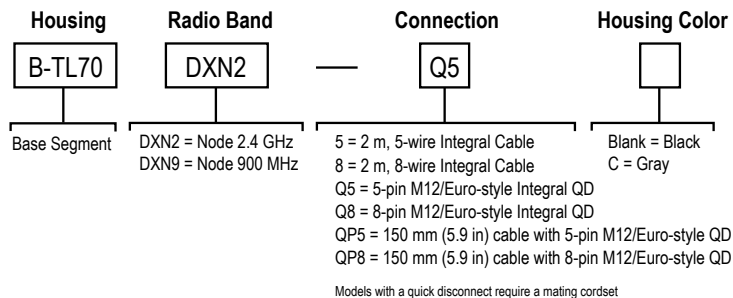 Housing Radio Band Connection Housing Color
B-TL70 DXN2 — Q5
Base Segment
DXN2 = Node 2.4 GHz
DXN9 = Node 900 MHz
5 = 2 m, 5-wire Integral Cable
8 = 2 m, 8-wire Integral Cable
Q5 = 5-pin M12/Euro-style Integral QD
Q8 = 8-pin M12/Euro-style Integral QD
QP5 = 150 mm (5.9 in) cable with 5-pin M12/Euro-style QD
QP8 = 150 mm (5.9 in) cable with 8-pin M12/Euro-style QD
Models with a quick disconnect require a mating cordset
Blank = Black
C = Gray